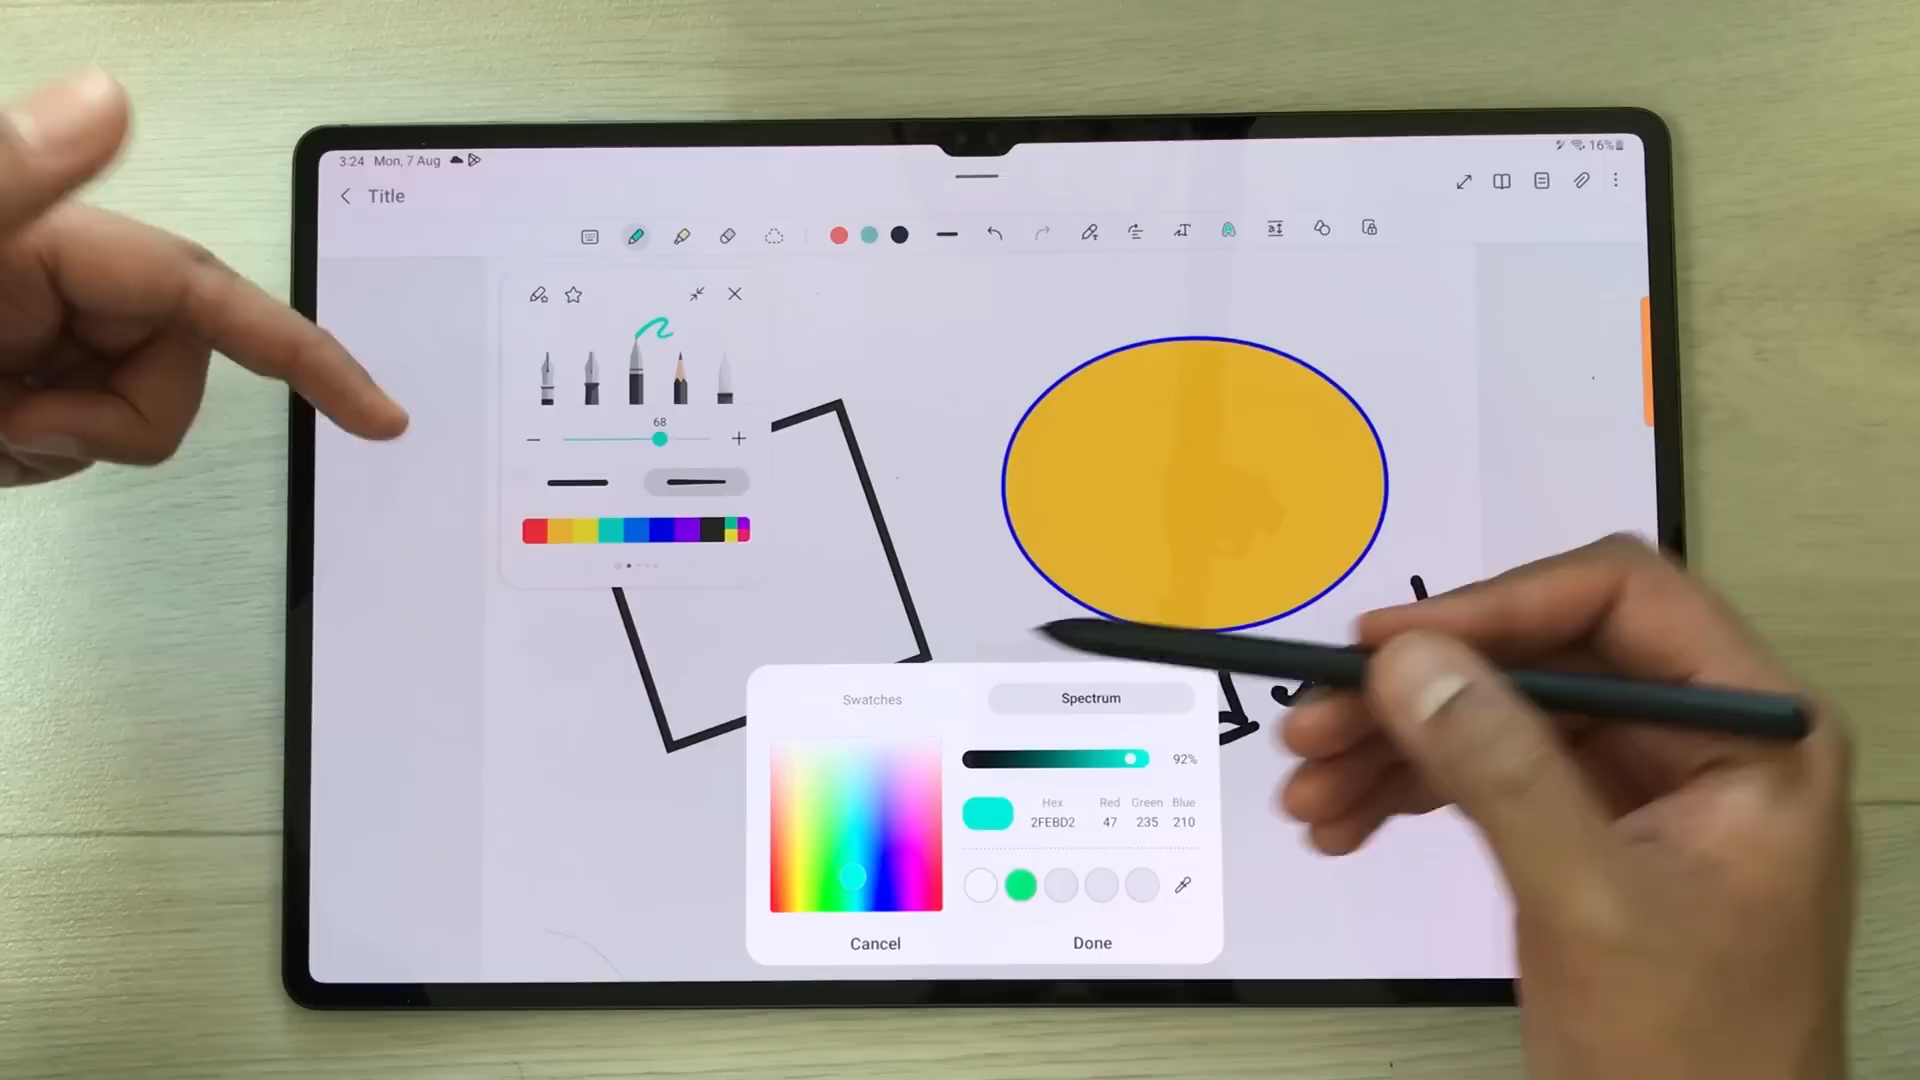 3:24 Mon, 7 Aug
16%
Title
68
Swatches
Spectrum
92%
Hex Red Green Blue
2FEBD2 47 235 210
Cancel
Done